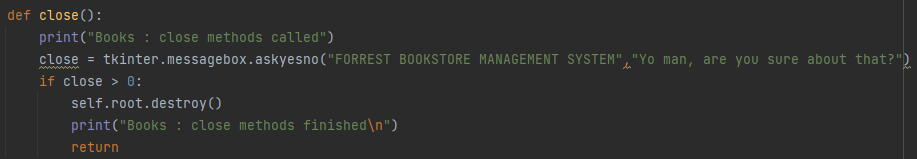 def close():
    print("Books : close methods called")
    close = tkinter.messagebox.askyesno("FORREST BOOKSTORE MANAGEMENT SYSTEM","Yo man, are you sure about that?")
    if close > 0:
        self.root.destroy()
        print("Books : close methods finished\n")
        return